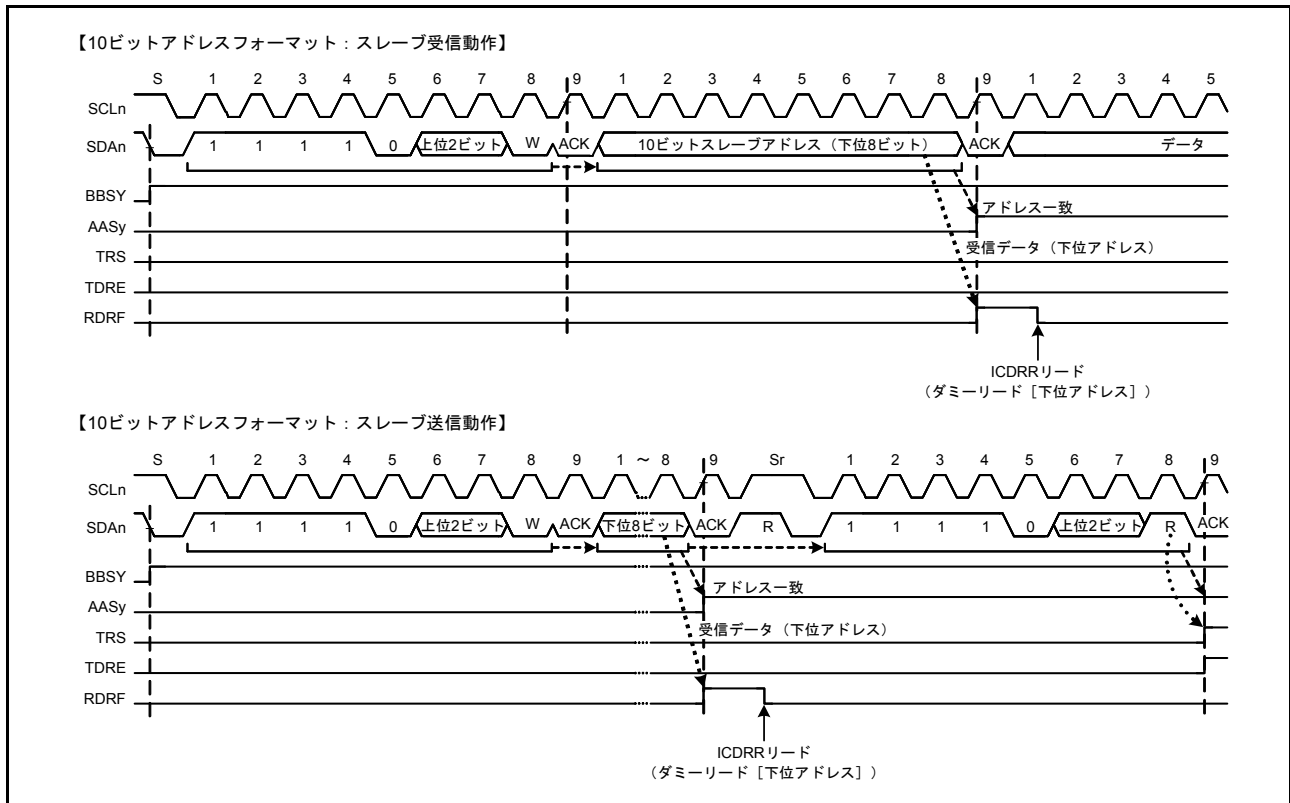 【10ビットアドレスフォーマット：スレーブ受信動作】
S 1 2 3 4 5 6 7 8 9 1 2 3 4 5 6 7 8 9 1 2 3 4 5
SCLn
SDAn 1 1 1 1 0 上位2ビット W ACK 10ビットスレーブアドレス（下位8ビット） ACK データ
BBSY
アドレス一致
AASy
受信データ（下位アドレス）
TRS
TDRE
RDRF
ICDRRリード
（ダミーリード［下位アドレス］）
【10ビットアドレスフォーマット：スレーブ送信動作】
S 1 2 3 4 5 6 7 8 9 1 ～ 8 9 Sr 1 2 3 4 5 6 7 8 9
SCLn
SDAn 1 1 1 1 0 上位2ビット W ACK 下位8ビット ACK R 1 1 1 1 0 上位2ビット R ACK
BBSY
アドレス一致
AASy
受信データ（下位アドレス）
TRS
TDRE
RDRF
ICDRRリード
（ダミーリード［下位アドレス］）